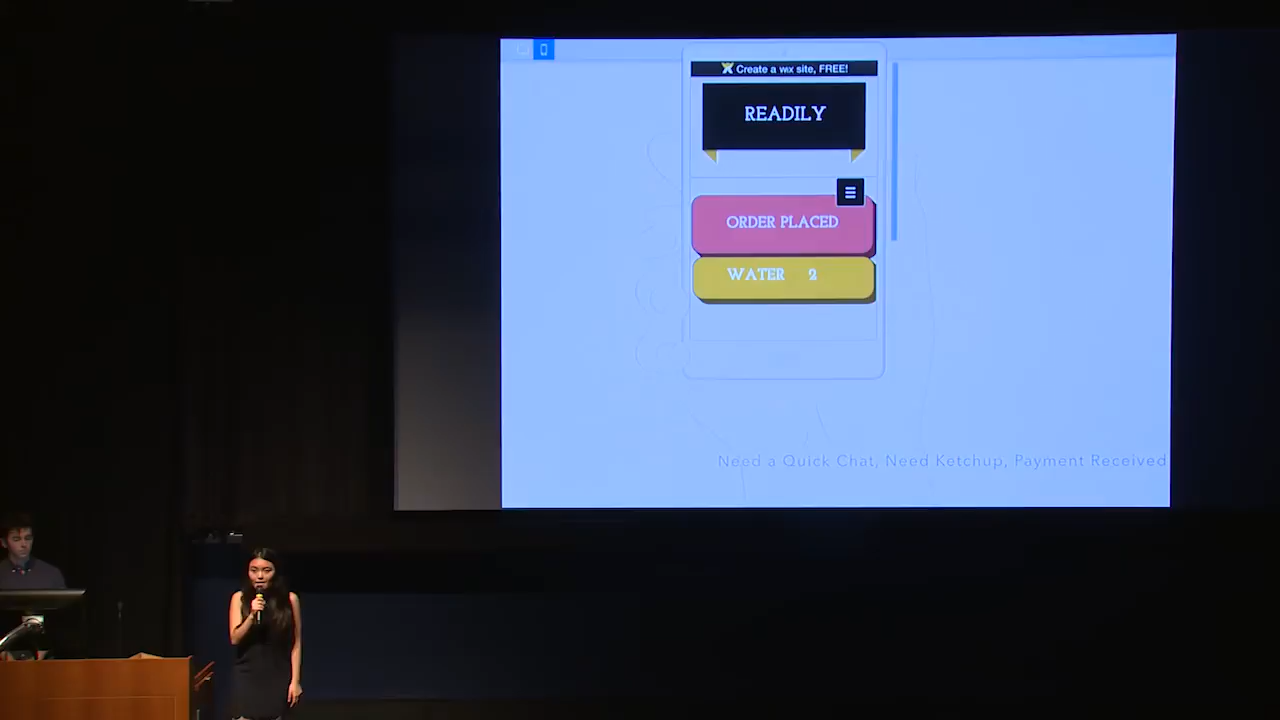 Create a wix site, FREE!
READILY
ORDER PLACED
WATER 2
Need a Quick Chat, Need Ketchup, Payment Received